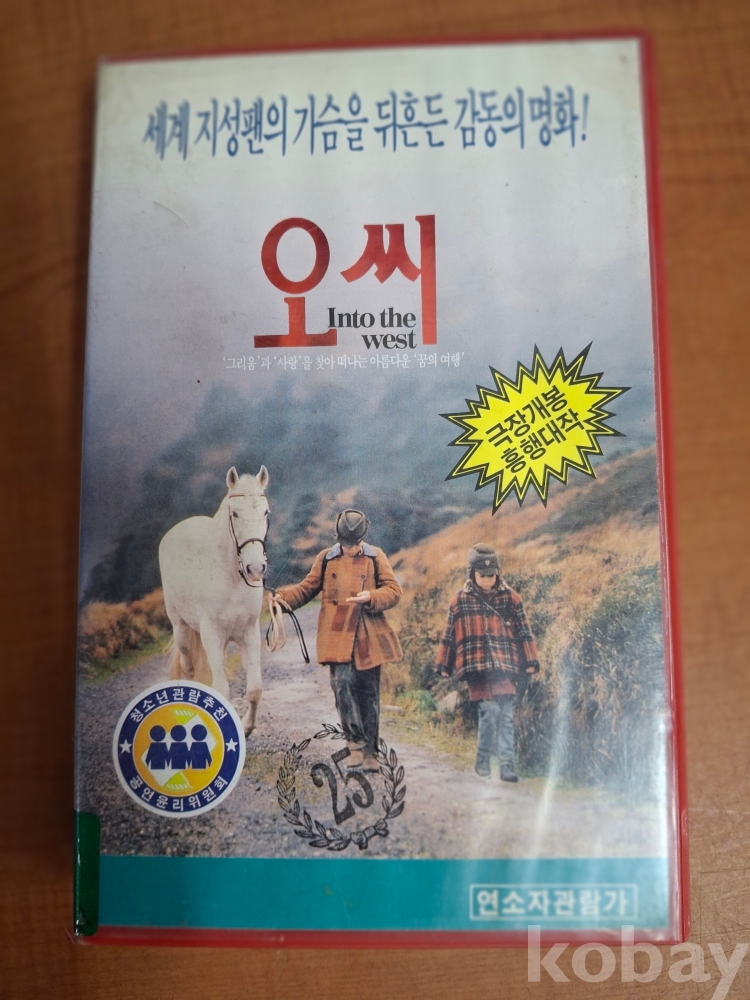 세계 지성팬의 가슴을 뒤흔든 감동의 명화!
오씨
Into the
west
'그리움'과 '사랑'을 찾아 떠나는 아름다운 '꿈의 여행'
극장개봉
흥행대작
청소년관람추천
공연윤리위원회
25
연소자관람가
kobay